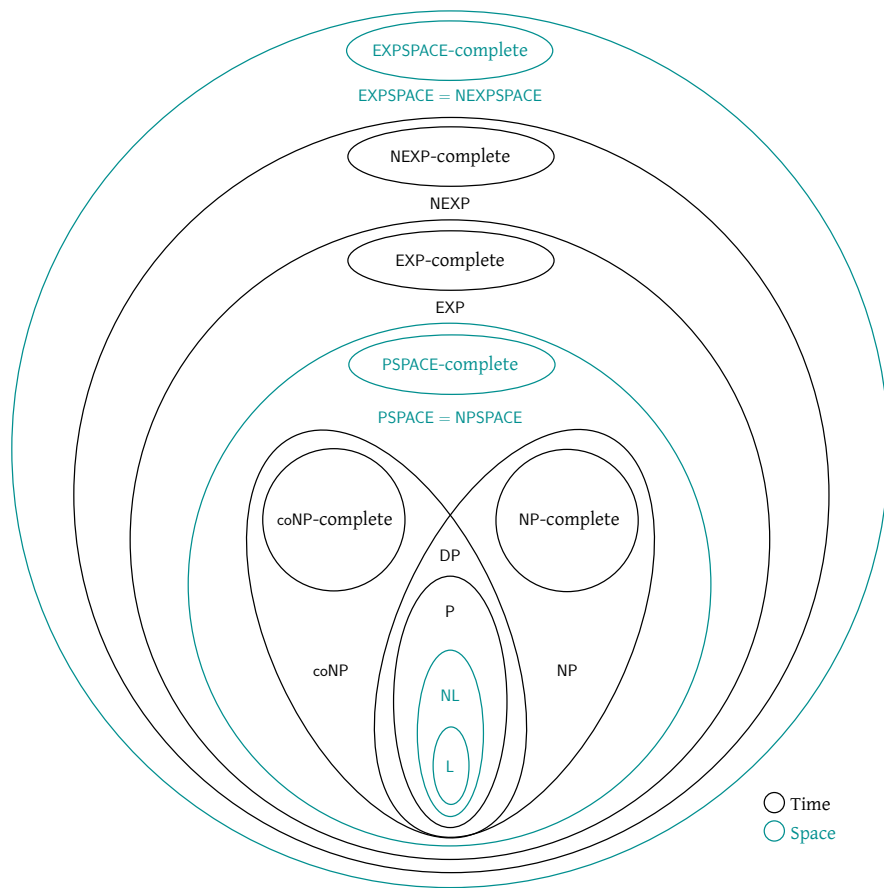 EXPSPACE-complete
EXPSPACE = NEXPSPACE
NEXP-complete
NEXP
EXP-complete
EXP
PSPACE-complete
PSPACE = NPSPACE
coNP-complete
NP-complete
DP
P
coNP
NP
NL
L
Time
Space